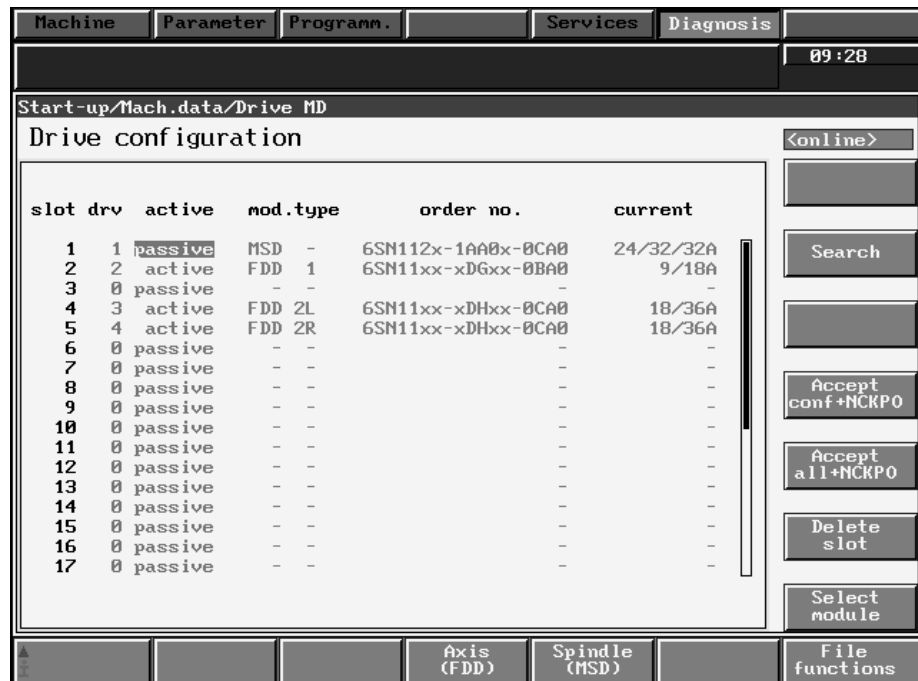 Machine Parameter Programm. Services Diagnosis
09:28
Start-up/Mach.data/Drive MD
Drive configuration
<online>
slot drv active mod.type order no. current
1 1 passive MSD - 6SN112x-1AA0x-0CA0 24/32/32A
2 2 active FDD 1 6SN11xx-xDGxx-0BA0 9/18A
3 0 passive - - - -
4 3 active FDD 2L 6SN11xx-xDHxx-0CA0 18/36A
5 4 active FDD 2R 6SN11xx-xDHxx-0CA0 18/36A
6 0 passive - - - -
7 0 passive - - - -
8 0 passive - - - -
9 0 passive - - - -
10 0 passive - - - -
11 0 passive - - - -
12 0 passive - - - -
13 0 passive - - - -
14 0 passive - - - -
15 0 passive - - - -
16 0 passive - - - -
17 0 passive - - - -
Search
Accept
conf+NCKPO
Accept
all+NCKPO
Delete
slot
Select
module
i
Axis
(FDD)
Spindle
(MSD)
File
functions